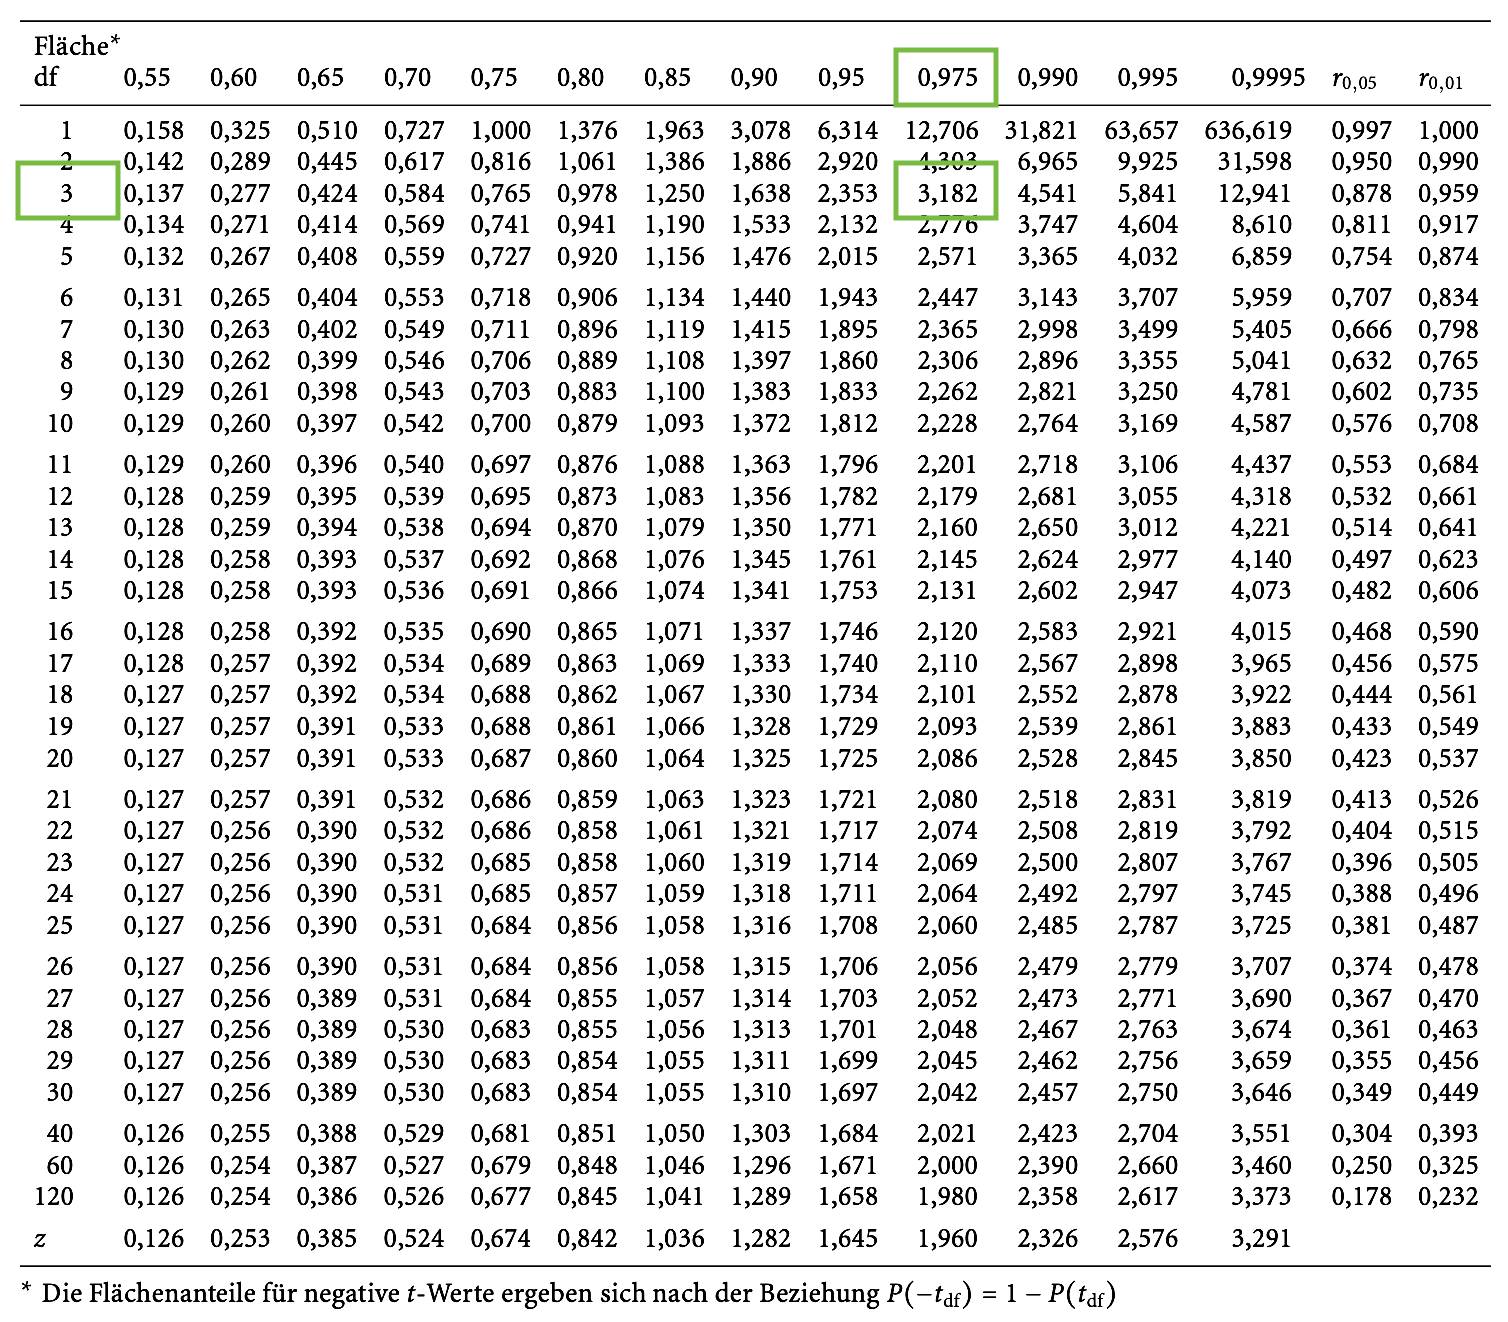 Fläche*
df 0,55 0,60 0,65 0,70 0,75 0,80 0,85 0,90 0,95 0,975 0,990 0,995 0,9995 r0,05 r0,01
1 0,158 0,325 0,510 0,727 1,000 1,376 1,963 3,078 6,314 12,706 31,821 63,657 636,619 0,997 1,000
2 0,142 0,289 0,445 0,617 0,816 1,061 1,386 1,886 2,920 4,303 6,965 9,925 31,598 0,950 0,990
3 0,137 0,277 0,424 0,584 0,765 0,978 1,250 1,638 2,353 3,182 4,541 5,841 12,941 0,878 0,959
4 0,134 0,271 0,414 0,569 0,741 0,941 1,190 1,533 2,132 2,776 3,747 4,604 8,610 0,811 0,917
5 0,132 0,267 0,408 0,559 0,727 0,920 1,156 1,476 2,015 2,571 3,365 4,032 6,859 0,754 0,874
6 0,131 0,265 0,404 0,553 0,718 0,906 1,134 1,440 1,943 2,447 3,143 3,707 5,959 0,707 0,834
7 0,130 0,263 0,402 0,549 0,711 0,896 1,119 1,415 1,895 2,365 2,998 3,499 5,405 0,666 0,798
8 0,130 0,262 0,399 0,546 0,706 0,889 1,108 1,397 1,860 2,306 2,896 3,355 5,041 0,632 0,765
9 0,129 0,261 0,398 0,543 0,703 0,883 1,100 1,383 1,833 2,262 2,821 3,250 4,781 0,602 0,735
10 0,129 0,260 0,397 0,542 0,700 0,879 1,093 1,372 1,812 2,228 2,764 3,169 4,587 0,576 0,708
11 0,129 0,260 0,396 0,540 0,697 0,876 1,088 1,363 1,796 2,201 2,718 3,106 4,437 0,553 0,684
12 0,128 0,259 0,395 0,539 0,695 0,873 1,083 1,356 1,782 2,179 2,681 3,055 4,318 0,532 0,661
13 0,128 0,259 0,394 0,538 0,694 0,870 1,079 1,350 1,771 2,160 2,650 3,012 4,221 0,514 0,641
14 0,128 0,258 0,393 0,537 0,692 0,868 1,076 1,345 1,761 2,145 2,624 2,977 4,140 0,497 0,623
15 0,128 0,258 0,393 0,536 0,691 0,866 1,074 1,341 1,753 2,131 2,602 2,947 4,073 0,482 0,606
16 0,128 0,258 0,392 0,535 0,690 0,865 1,071 1,337 1,746 2,120 2,583 2,921 4,015 0,468 0,590
17 0,128 0,257 0,392 0,534 0,689 0,863 1,069 1,333 1,740 2,110 2,567 2,898 3,965 0,456 0,575
18 0,127 0,257 0,392 0,534 0,688 0,862 1,067 1,330 1,734 2,101 2,552 2,878 3,922 0,444 0,561
19 0,127 0,257 0,391 0,533 0,688 0,861 1,066 1,328 1,729 2,093 2,539 2,861 3,883 0,433 0,549
20 0,127 0,257 0,391 0,533 0,687 0,860 1,064 1,325 1,725 2,086 2,528 2,845 3,850 0,423 0,537
21 0,127 0,257 0,391 0,532 0,686 0,859 1,063 1,323 1,721 2,080 2,518 2,831 3,819 0,413 0,526
22 0,127 0,256 0,390 0,532 0,686 0,858 1,061 1,321 1,717 2,074 2,508 2,819 3,792 0,404 0,515
23 0,127 0,256 0,390 0,532 0,685 0,858 1,060 1,319 1,714 2,069 2,500 2,807 3,767 0,396 0,505
24 0,127 0,256 0,390 0,531 0,685 0,857 1,059 1,318 1,711 2,064 2,492 2,797 3,745 0,388 0,496
25 0,127 0,256 0,390 0,531 0,684 0,856 1,058 1,316 1,708 2,060 2,485 2,787 3,725 0,381 0,487
26 0,127 0,256 0,390 0,531 0,684 0,856 1,058 1,315 1,706 2,056 2,479 2,779 3,707 0,374 0,478
27 0,127 0,256 0,389 0,531 0,684 0,855 1,057 1,314 1,703 2,052 2,473 2,771 3,690 0,367 0,470
28 0,127 0,256 0,389 0,530 0,683 0,855 1,056 1,313 1,701 2,048 2,467 2,763 3,674 0,361 0,463
29 0,127 0,256 0,389 0,530 0,683 0,854 1,055 1,311 1,699 2,045 2,462 2,756 3,659 0,355 0,456
30 0,127 0,256 0,389 0,530 0,683 0,854 1,055 1,310 1,697 2,042 2,457 2,750 3,646 0,349 0,449
40 0,126 0,255 0,388 0,529 0,681 0,851 1,050 1,303 1,684 2,021 2,423 2,704 3,551 0,304 0,393
60 0,126 0,254 0,387 0,527 0,679 0,848 1,046 1,296 1,671 2,000 2,390 2,660 3,460 0,250 0,325
120 0,126 0,254 0,386 0,526 0,677 0,845 1,041 1,289 1,658 1,980 2,358 2,617 3,373 0,178 0,232
z 0,126 0,253 0,385 0,524 0,674 0,842 1,036 1,282 1,645 1,960 2,326 2,576 3,291
* Die Flächenanteile für negative t-Werte ergeben sich nach der Beziehung P(−tdf) = 1 − P(tdf)